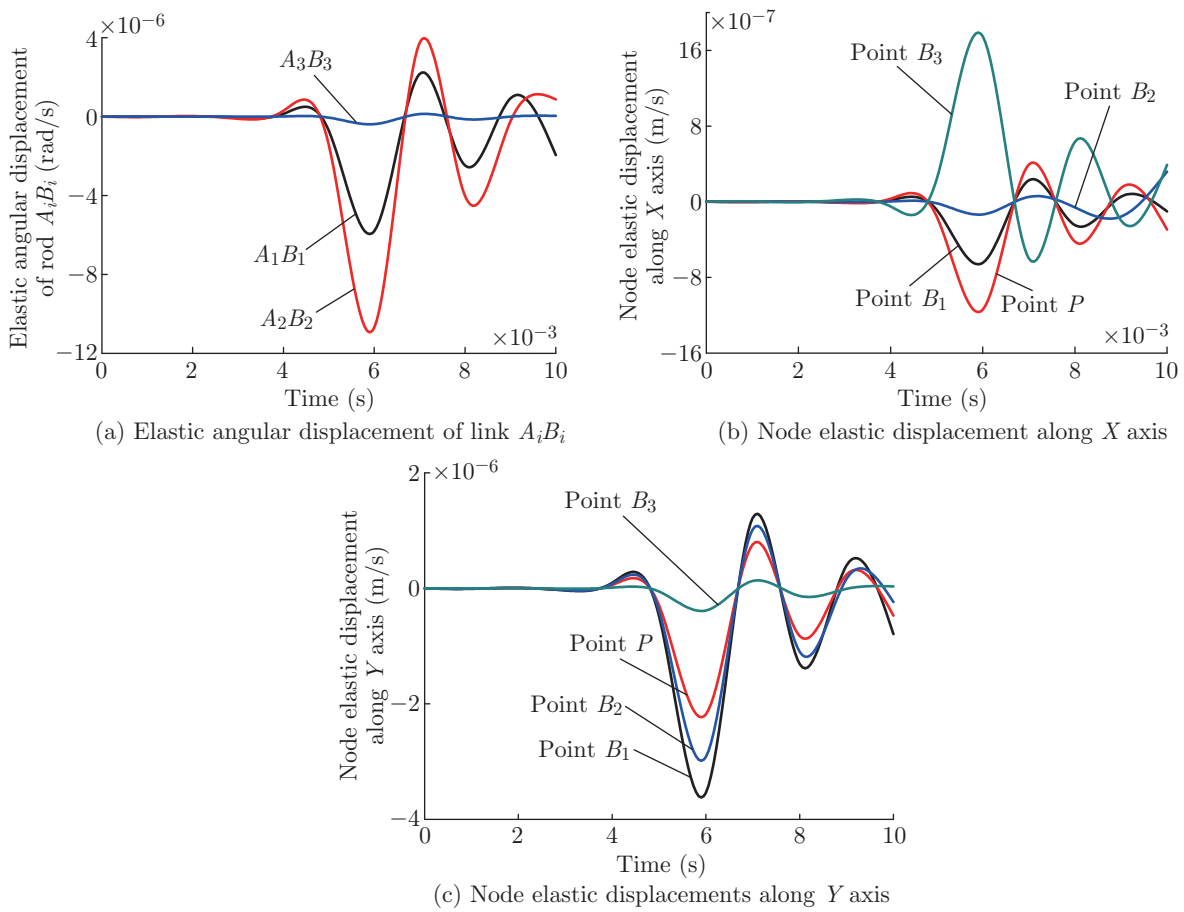 ×10⁻⁶
Elastic angular displacement
of rod AᵢBᵢ (rad/s)
4
0
−4
−8
−12
A₃B₃
A₁B₁
A₂B₂
×10⁻³
0 2 4 6 8 10
Time (s)
(a) Elastic angular displacement of link AᵢBᵢ
×10⁻⁷
Node elastic displacement
along X axis (m/s)
16
8
0
−8
−16
Point B₃
Point B₂
Point B₁
Point P
×10⁻³
0 2 4 6 8 10
Time (s)
(b) Node elastic displacement along X axis
×10⁻⁶
Node elastic displacement
along Y axis (m/s)
2
0
−2
−4
Point B₃
Point P
Point B₂
Point B₁
0 2 4 6 8 10
Time (s)
(c) Node elastic displacements along Y axis